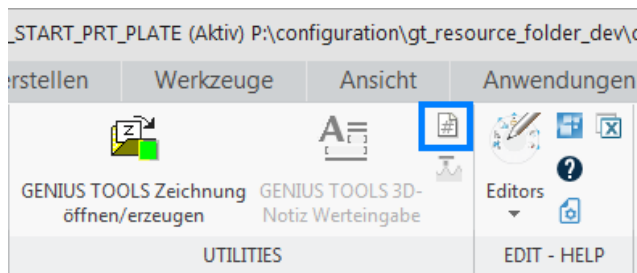 _START_PRT_PLATE (Aktiv) P:\configuration\gt_resource_folder_dev\
erstellen Werkzeuge Ansicht Anwendungen
GENIUS TOOLS Zeichnung öffnen/erzeugen
GENIUS TOOLS 3D-Notiz Werteingabe
Editors
UTILITIES
EDIT - HELP